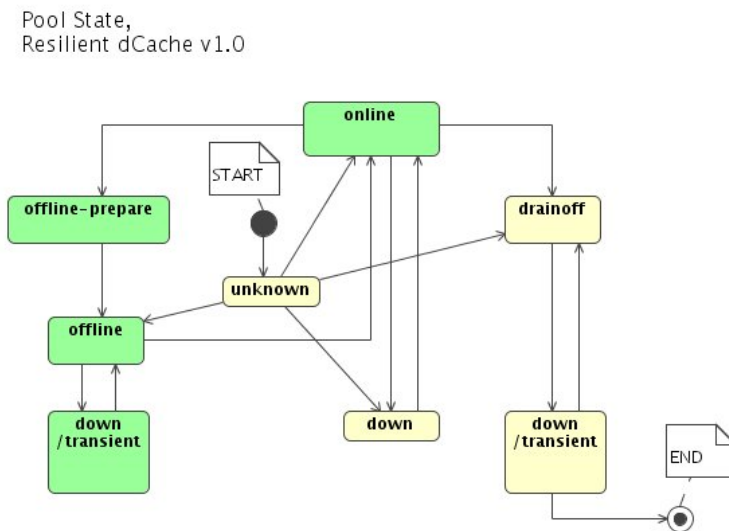 Pool State,
Resilient dCache v1.0
online
START
offline-prepare
drainoff
unknown
offline
down
/transient
down
down
/transient
END